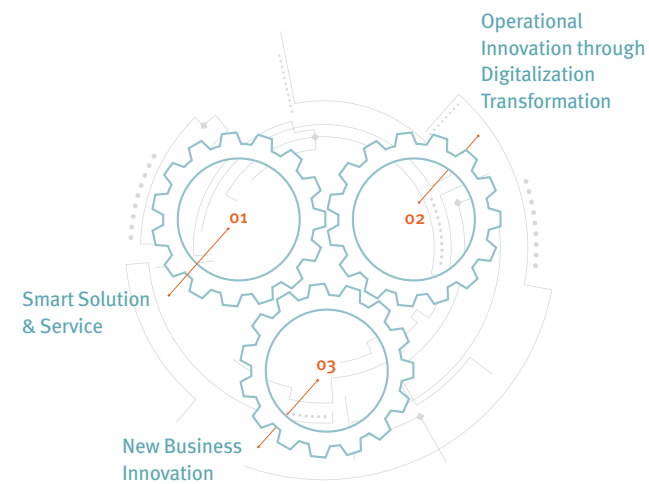 Operational
Innovation through
Digitalization
Transformation
01
02
Smart Solution
& Service
03
New Business
Innovation